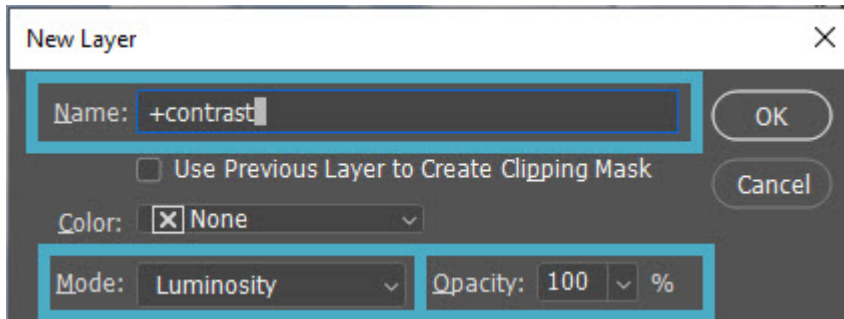 New Layer
Name: +contrast OK
Use Previous Layer to Create Clipping Mask Cancel
Color: None
Mode: Luminosity Opacity: 100 %